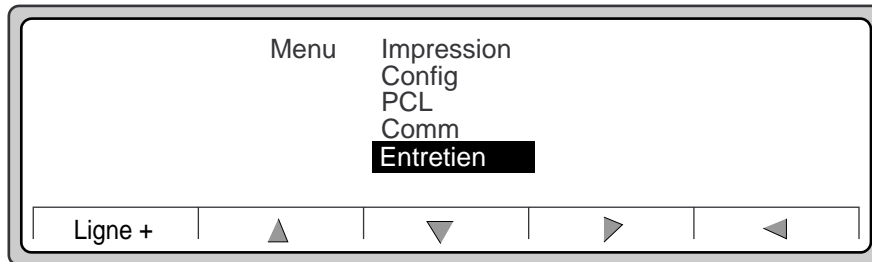 Menu Impression
Config
PCL
Comm
Entretien
Ligne +